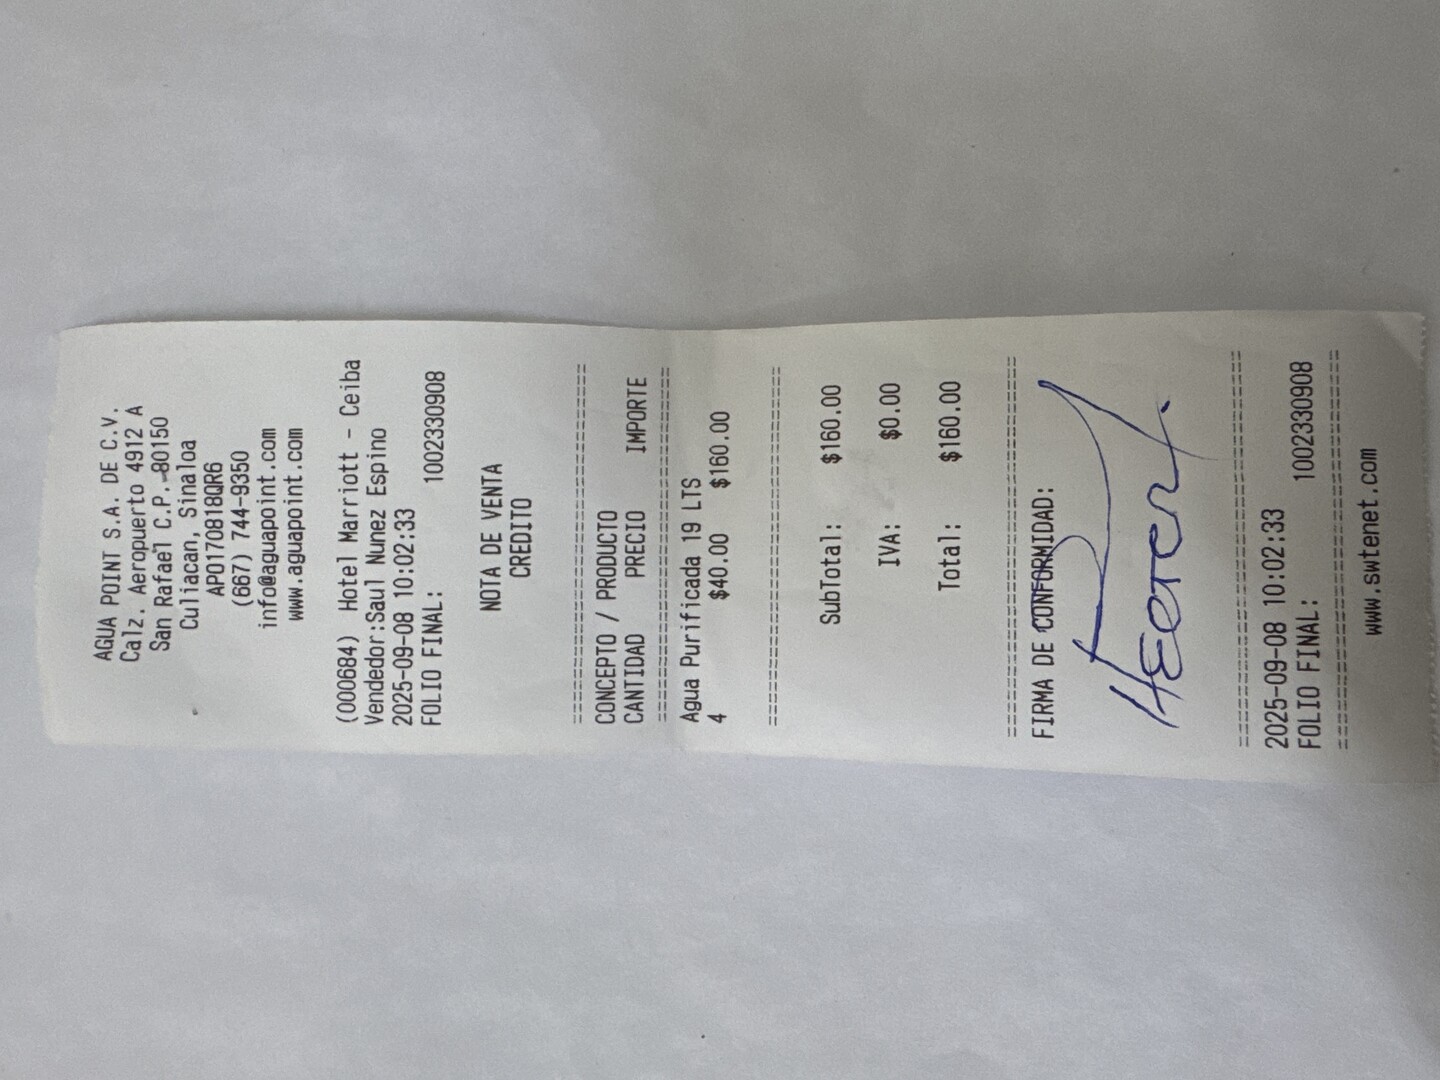 AGUA POINT S.A. DE C.V.
Calz. Aeropuerto 4912 A
San Rafael C.P. 80150
Culiacan, Sinaloa
APO170818QR6
(667) 744-9350
info@aguapoint.com
www.aguapoint.com
(000684) Hotel Marriott - Ceiba
Vendedor:Saul Nunez Espino
2025-09-08 10:02:33
FOLIO FINAL: 1002330908
NOTA DE VENTA
CREDITO
================================
CONCEPTO / PRODUCTO
CANTIDAD PRECIO IMPORTE
================================
Agua Purificada 19 LTS
4 $40.00 $160.00
================================
SubTotal: $160.00
IVA: $0.00
Total: $160.00
================================
FIRMA DE CONFORMIDAD:
================================
2025-09-08 10:02:33
FOLIO FINAL: 1002330908
================================
www.swtenet.com